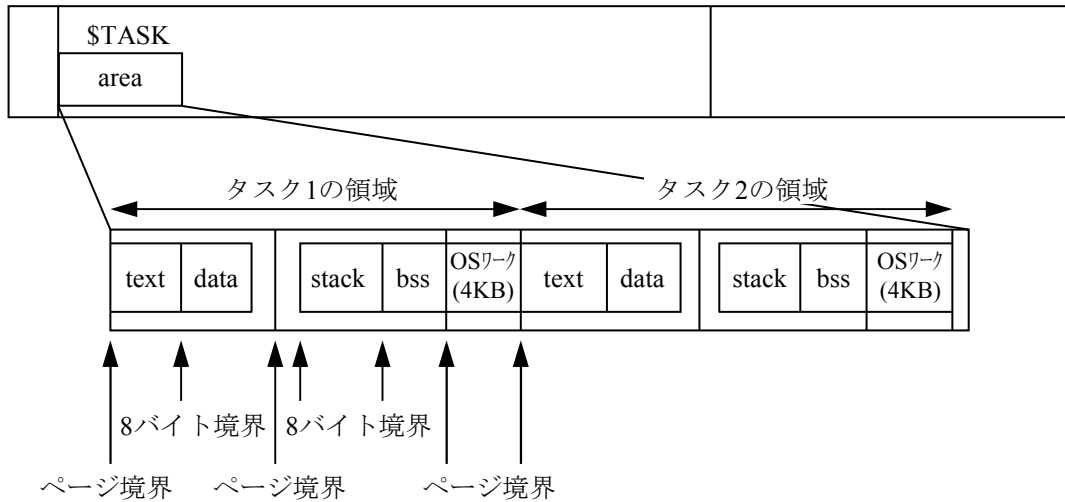 $TASK
area
タスク1の領域
タスク2の領域
text
data
stack
bss
OSﾜｰｸ
(4KB)
text
data
stack
bss
OSﾜｰｸ
(4KB)
8バイト境界
8バイト境界
ページ境界
ページ境界
ページ境界